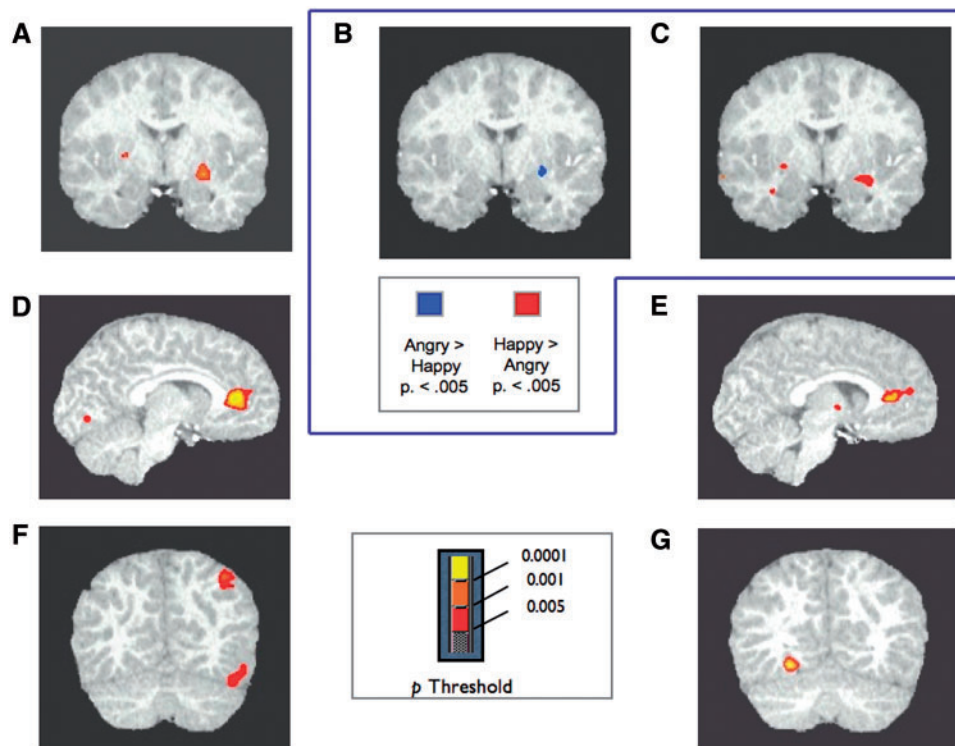 A
B
C
Angry >
Happy
p. < .005
Happy >
Angry
p. < .005
D
E
F
0.0001
0.001
0.005
p Threshold
G